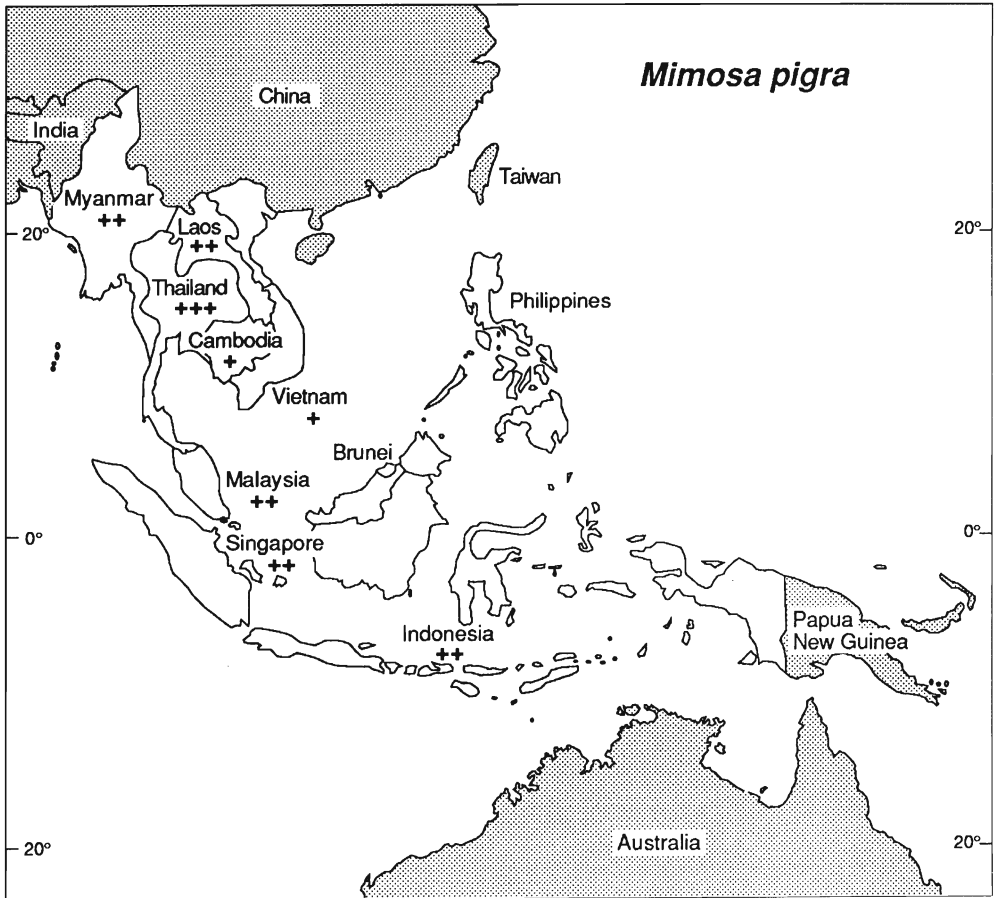 Mimosa pigra
China
India
Taiwan
Myanmar
++
20°
20°
Laos
++
Thailand
+++
Philippines
Cambodia
+
Vietnam
+
Brunei
Malaysia
++
0°
0°
Singapore
++
Papua
New Guinea
Indonesia
++
Australia
20°
20°